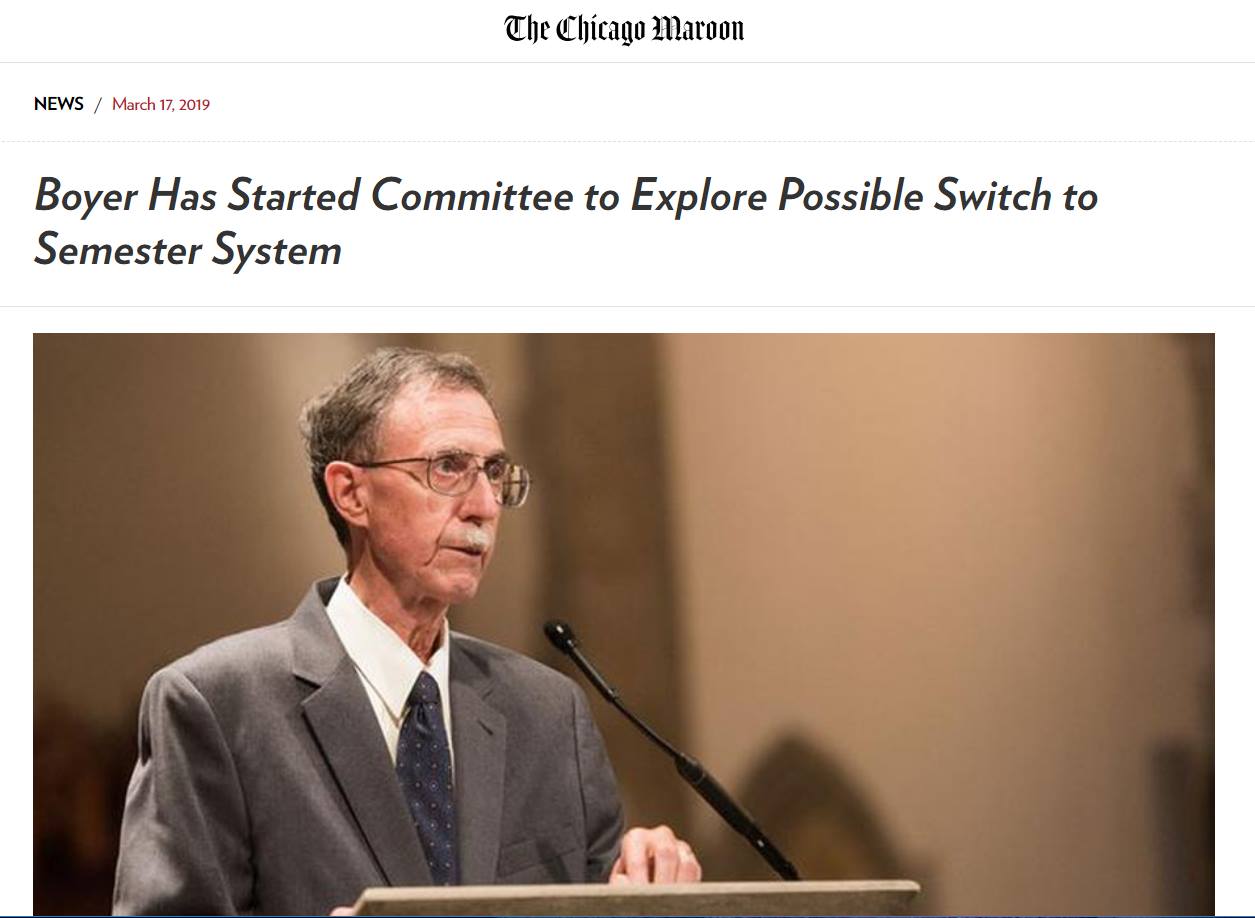 The Chicago Maroon
NEWS / March 17, 2019
Boyer Has Started Committee to Explore Possible Switch to
Semester System